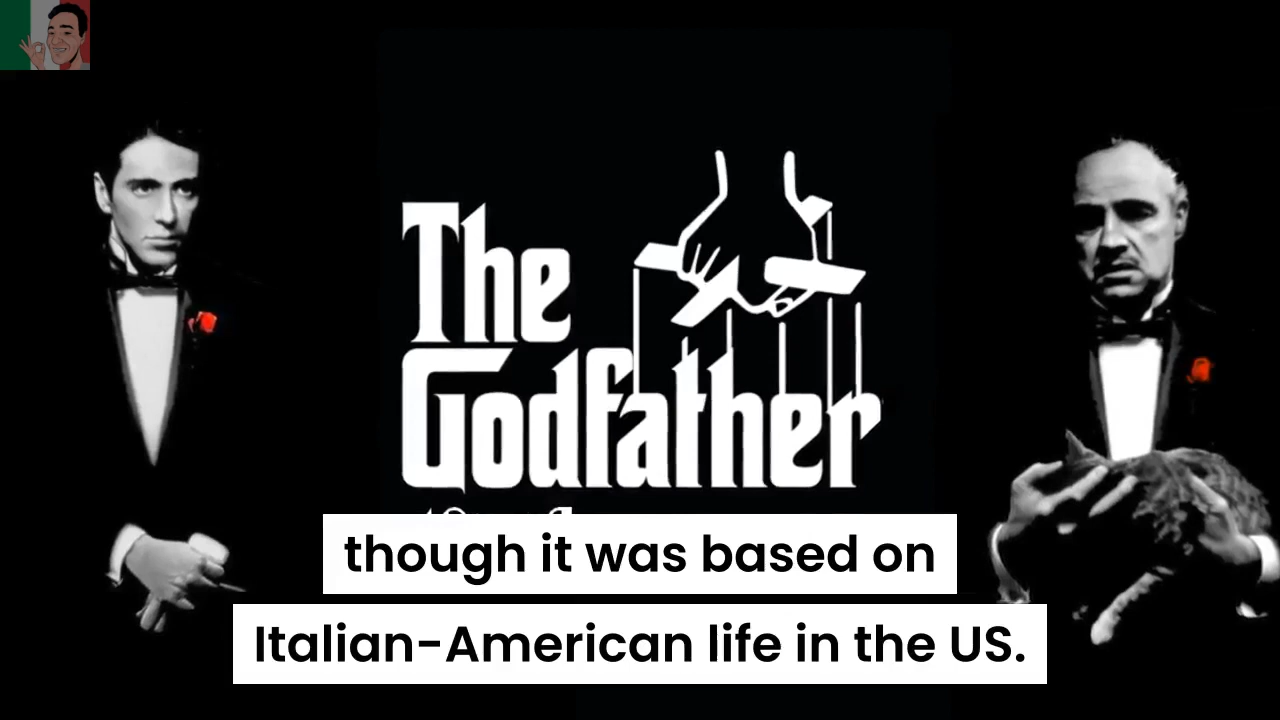 The
Godfather
though it was based on
Italian-American life in the US.